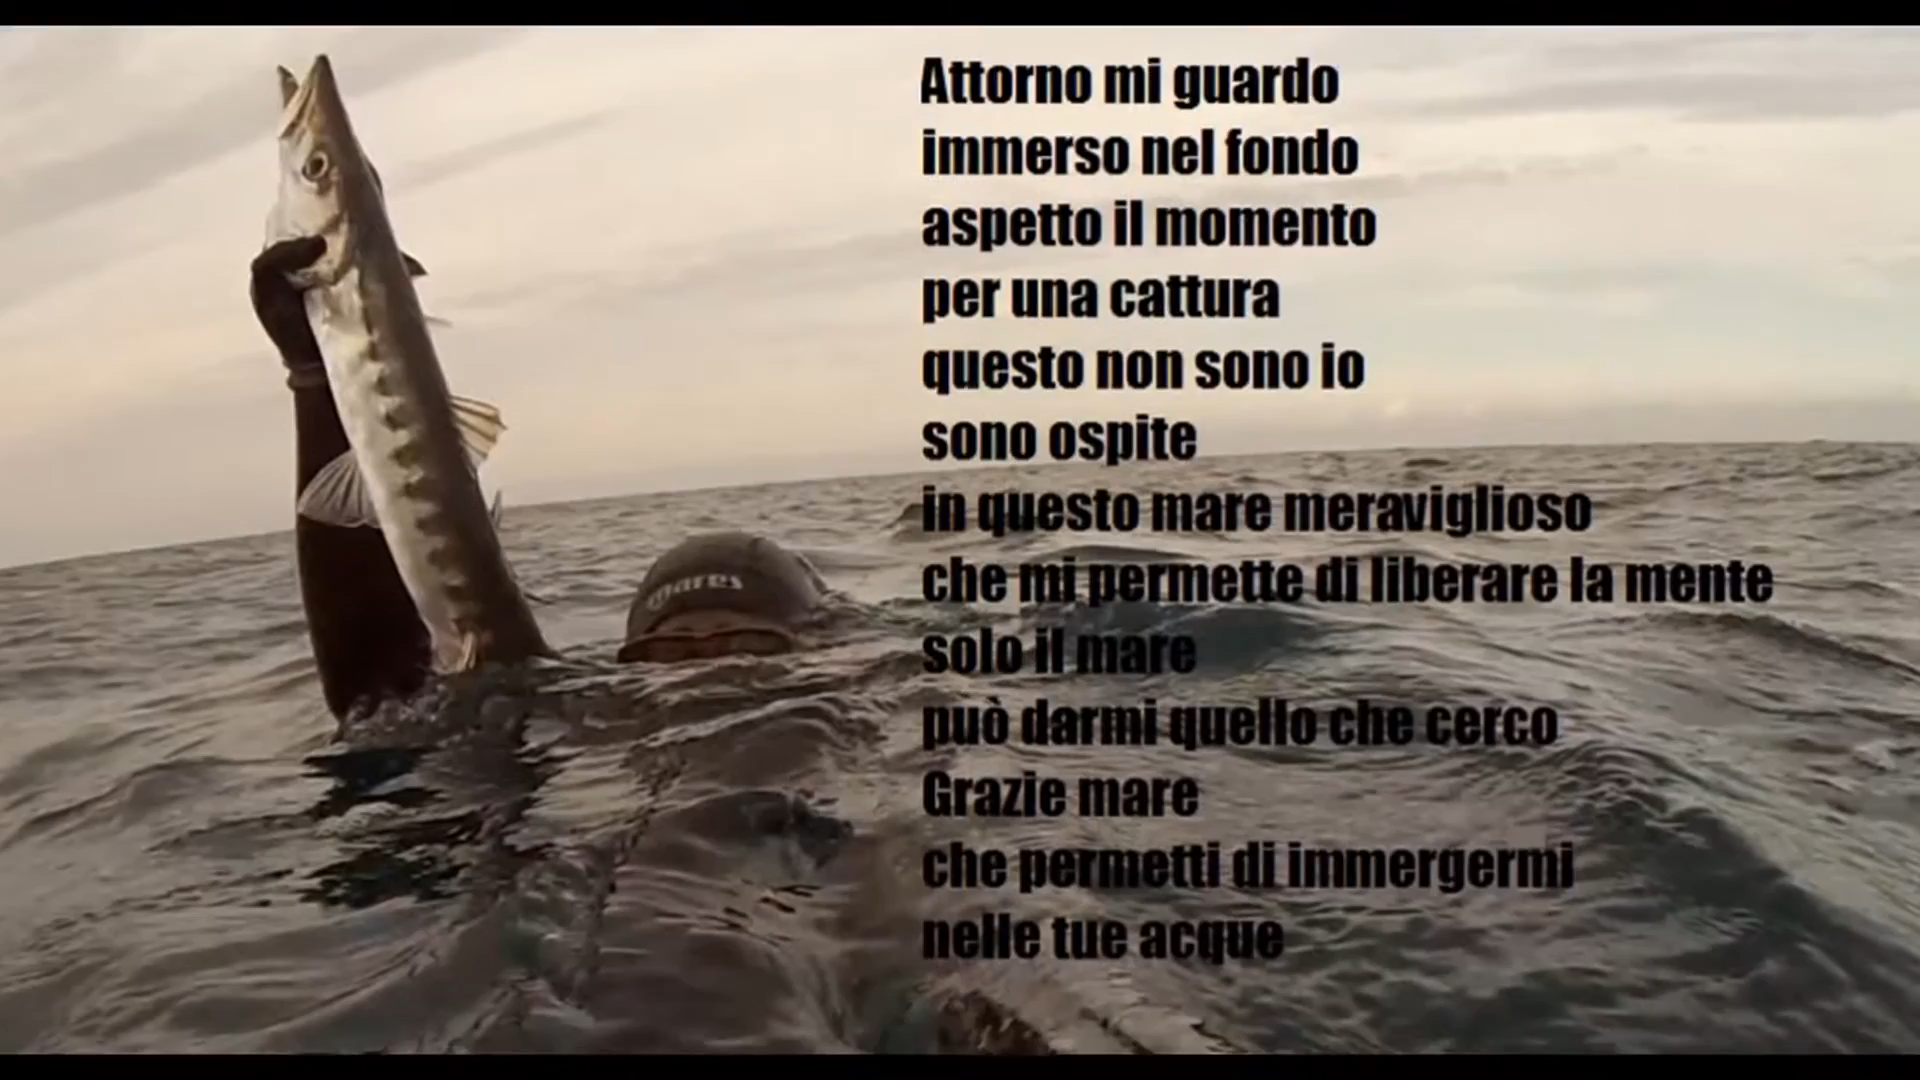 Attorno mi guardo
immerso nel fondo
aspetto il momento
per una cattura
questo non sono io
sono ospite
in questo mare meraviglioso
che mi permette di liberare la mente
solo il mare
può darmi quello che cerco
Grazie mare
che permetti di immergermi
nelle tue acque
mares